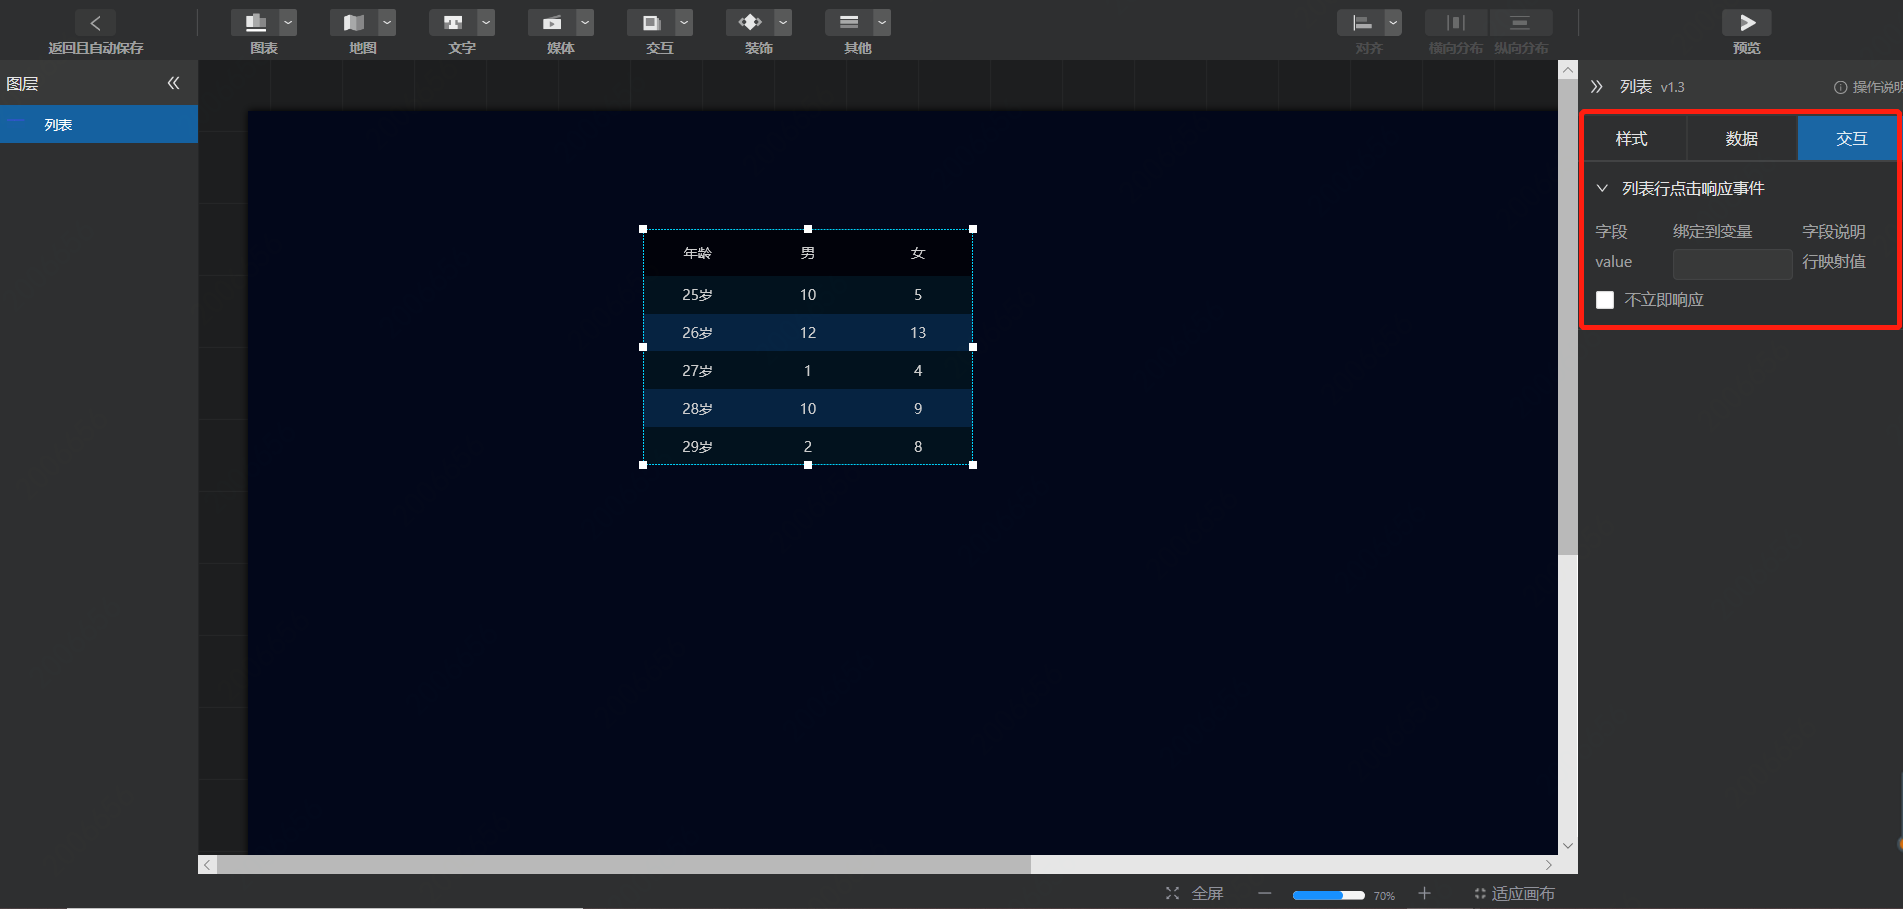 返回且自动保存
图表
地图
文字
媒体
交互
装饰
其他
对齐
横向分布
纵向分布
预览
图层
列表
列表 v1.3
操作说明
样式 数据 交互
列表行点击响应事件
字段 绑定到变量 字段说明
value 行映射值
不立即响应
年龄 男 女
25岁 10 5
26岁 12 13
27岁 1 4
28岁 10 9
29岁 2 8
全屏 70% 适应画布